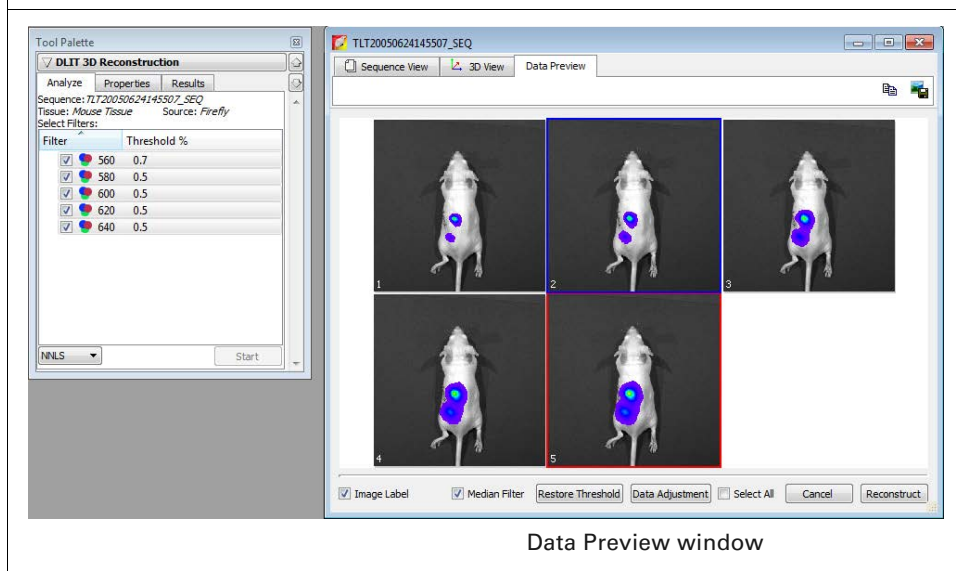 Tool Palette
DLIT 3D Reconstruction
Analyze Properties Results
Sequence: TLT20050624145507_SEQ
Tissue: Mouse Tissue Source: Firefly
Select Filters:
Filter Threshold %
560 0.7
580 0.5
600 0.5
620 0.5
640 0.5
NNLS Start
TLT20050624145507_SEQ
Sequence View 3D View Data Preview
1 2 3
4 5
Image Label Median Filter Restore Threshold Data Adjustment Select All Cancel Reconstruct
Data Preview window